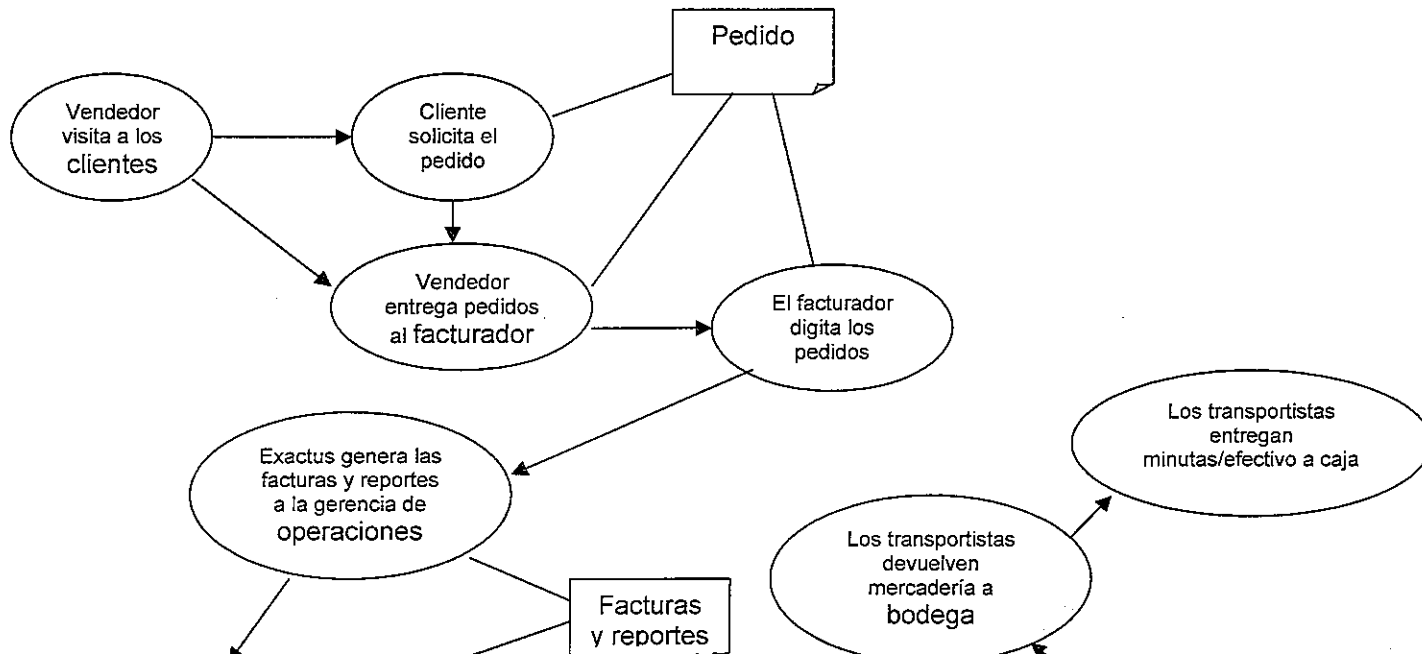 Pedido
Vendedor
visita a los
clientes
Cliente
solicita el
pedido
Vendedor
entrega pedidos
al facturador
El facturador
digita los
pedidos
Exactus genera las
facturas y reportes
a la gerencia de
operaciones
Los transportistas
entregan
minutas/efectivo a caja
Los transportistas
devuelven
mercadería a
bodega
Facturas
y reportes